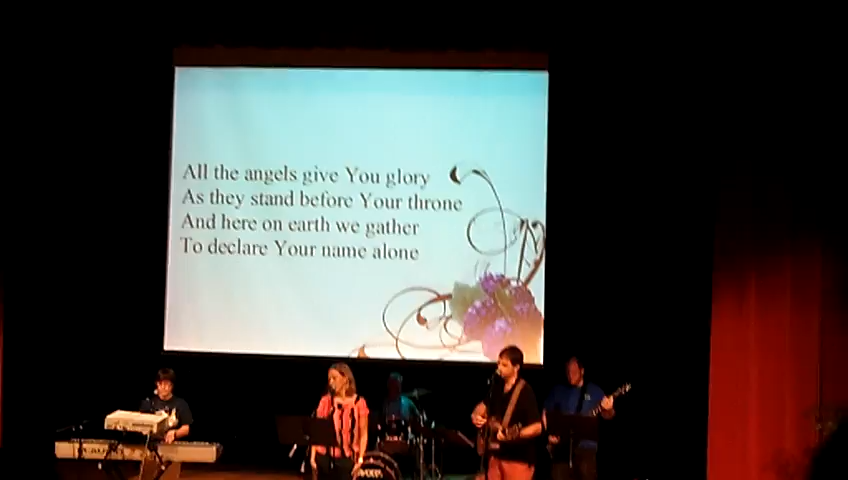 All the angels give You glory
As they stand before Your throne
And here on earth we gather
To declare Your name alone